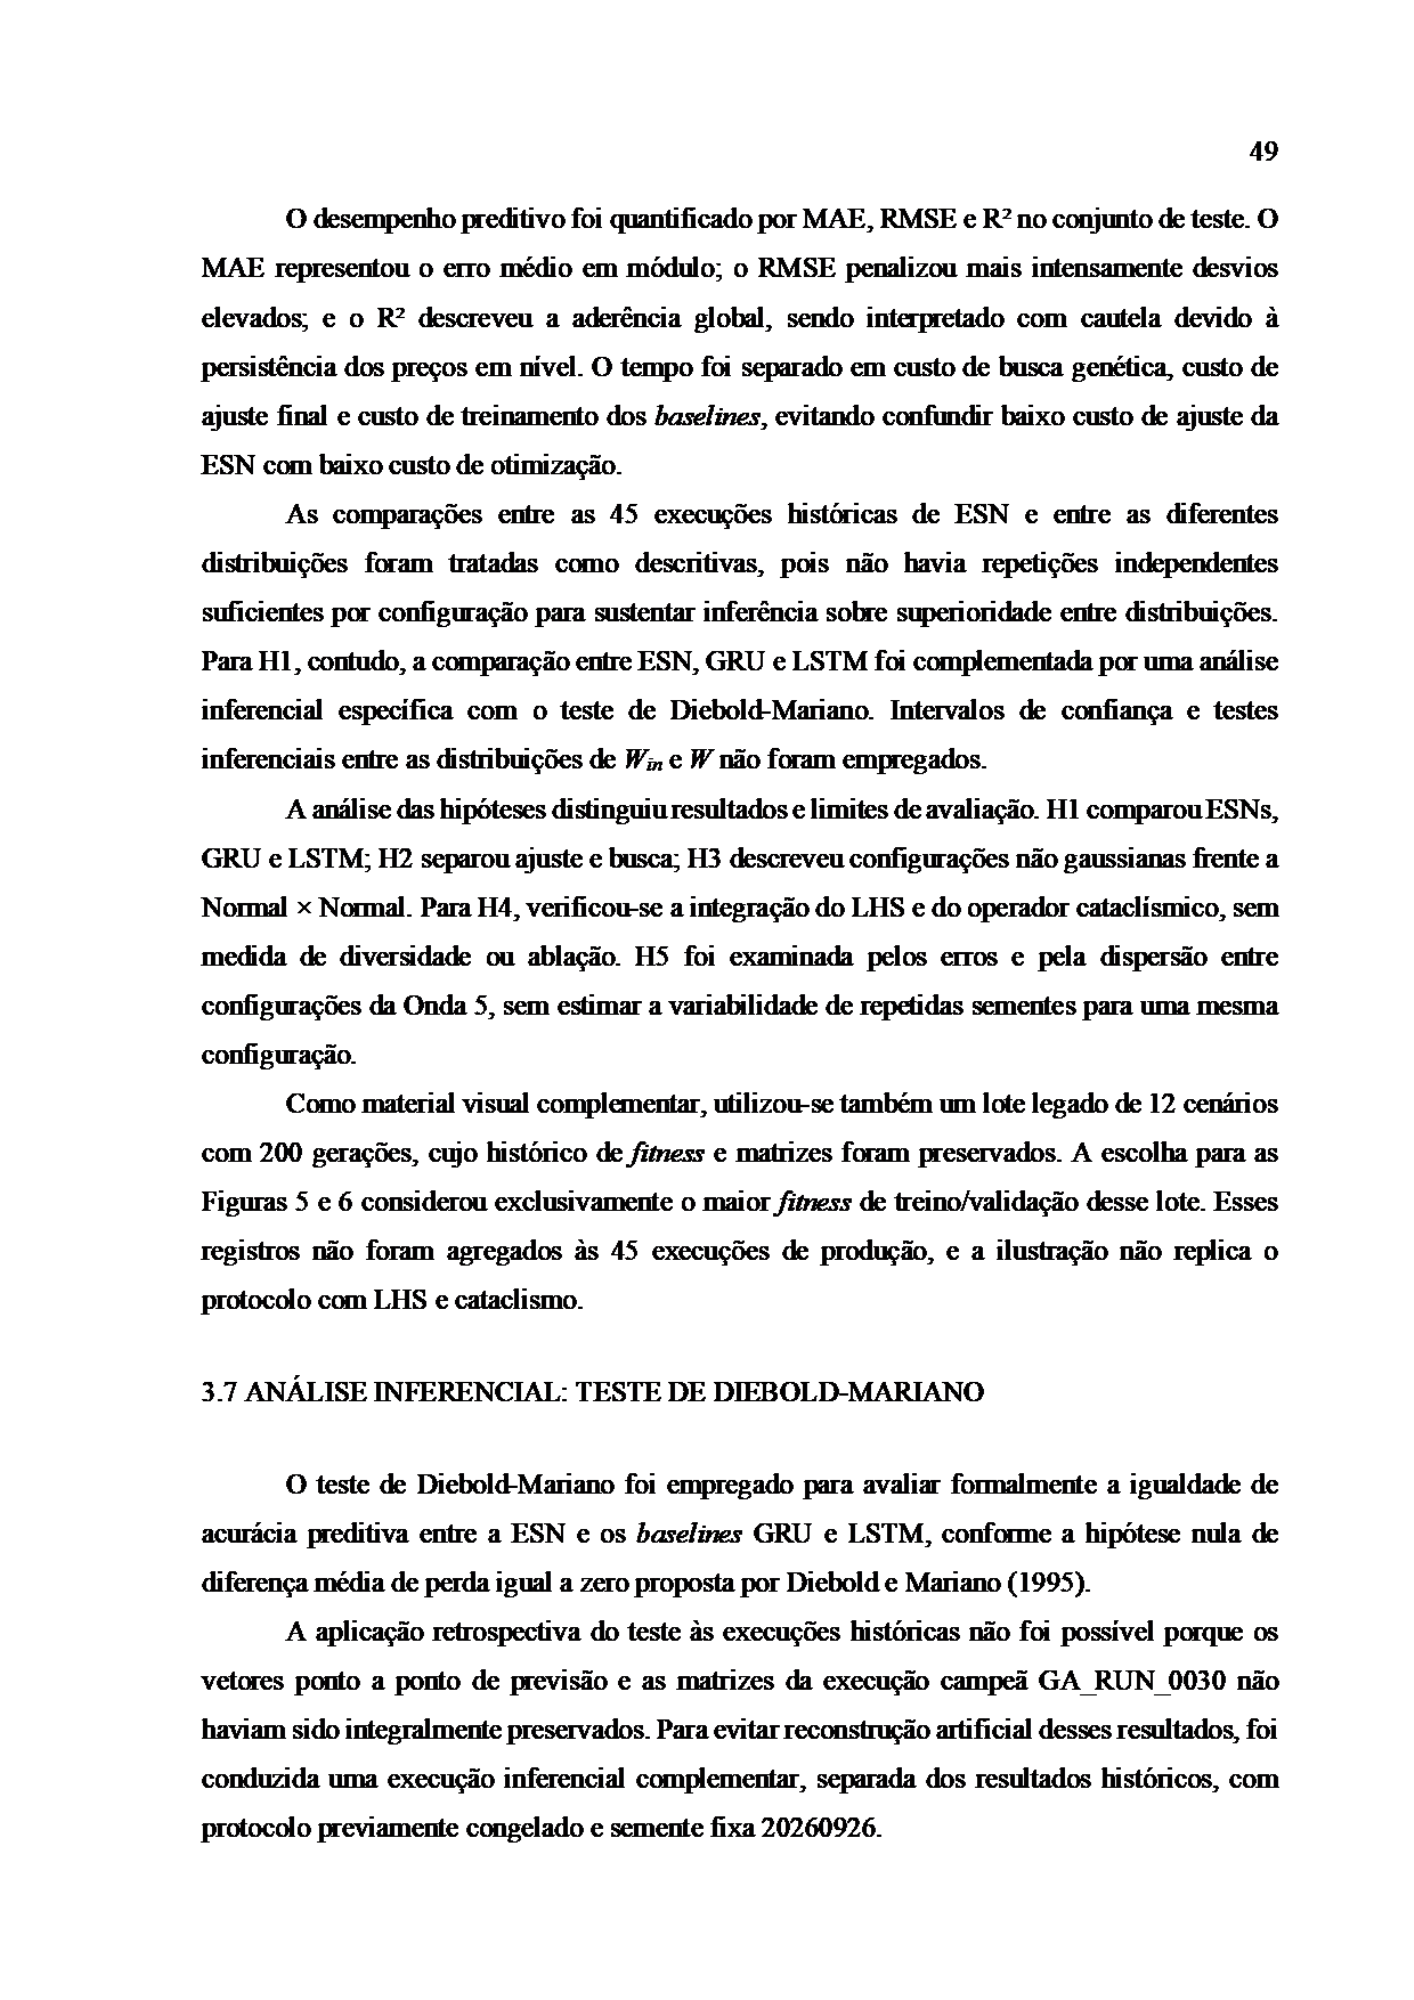 49
O desempenho preditivo foi quantificado por MAE, RMSE e R² no conjunto de teste. O
MAE representou o erro médio em módulo; o RMSE penalizou mais intensamente desvios
elevados; e o R² descreveu a aderência global, sendo interpretado com cautela devido à
persistência dos preços em nível. O tempo foi separado em custo de busca genética, custo de
ajuste final e custo de treinamento dos baselines, evitando confundir baixo custo de ajuste da
ESN com baixo custo de otimização.
As comparações entre as 45 execuções históricas de ESN e entre as diferentes
distribuições foram tratadas como descritivas, pois não havia repetições independentes
suficientes por configuração para sustentar inferência sobre superioridade entre distribuições.
Para H1, contudo, a comparação entre ESN, GRU e LSTM foi complementada por uma análise
inferencial específica com o teste de Diebold-Mariano. Intervalos de confiança e testes
inferenciais entre as distribuições de Win e W não foram empregados.
A análise das hipóteses distinguiu resultados e limites de avaliação. H1 comparou ESNs,
GRU e LSTM; H2 separou ajuste e busca; H3 descreveu configurações não gaussianas frente a
Normal × Normal. Para H4, verificou-se a integração do LHS e do operador cataclísmico, sem
medida de diversidade ou ablação. H5 foi examinada pelos erros e pela dispersão entre
configurações da Onda 5, sem estimar a variabilidade de repetidas sementes para uma mesma
configuração.
Como material visual complementar, utilizou-se também um lote legado de 12 cenários
com 200 gerações, cujo histórico de fitness e matrizes foram preservados. A escolha para as
Figuras 5 e 6 considerou exclusivamente o maior fitness de treino/validação desse lote. Esses
registros não foram agregados às 45 execuções de produção, e a ilustração não replica o
protocolo com LHS e cataclismo.
3.7 ANÁLISE INFERENCIAL: TESTE DE DIEBOLD-MARIANO
O teste de Diebold-Mariano foi empregado para avaliar formalmente a igualdade de
acurácia preditiva entre a ESN e os baselines GRU e LSTM, conforme a hipótese nula de
diferença média de perda igual a zero proposta por Diebold e Mariano (1995).
A aplicação retrospectiva do teste às execuções históricas não foi possível porque os
vetores ponto a ponto de previsão e as matrizes da execução campeã GA_RUN_0030 não
haviam sido integralmente preservados. Para evitar reconstrução artificial desses resultados, foi
conduzida uma execução inferencial complementar, separada dos resultados históricos, com
protocolo previamente congelado e semente fixa 20260926.